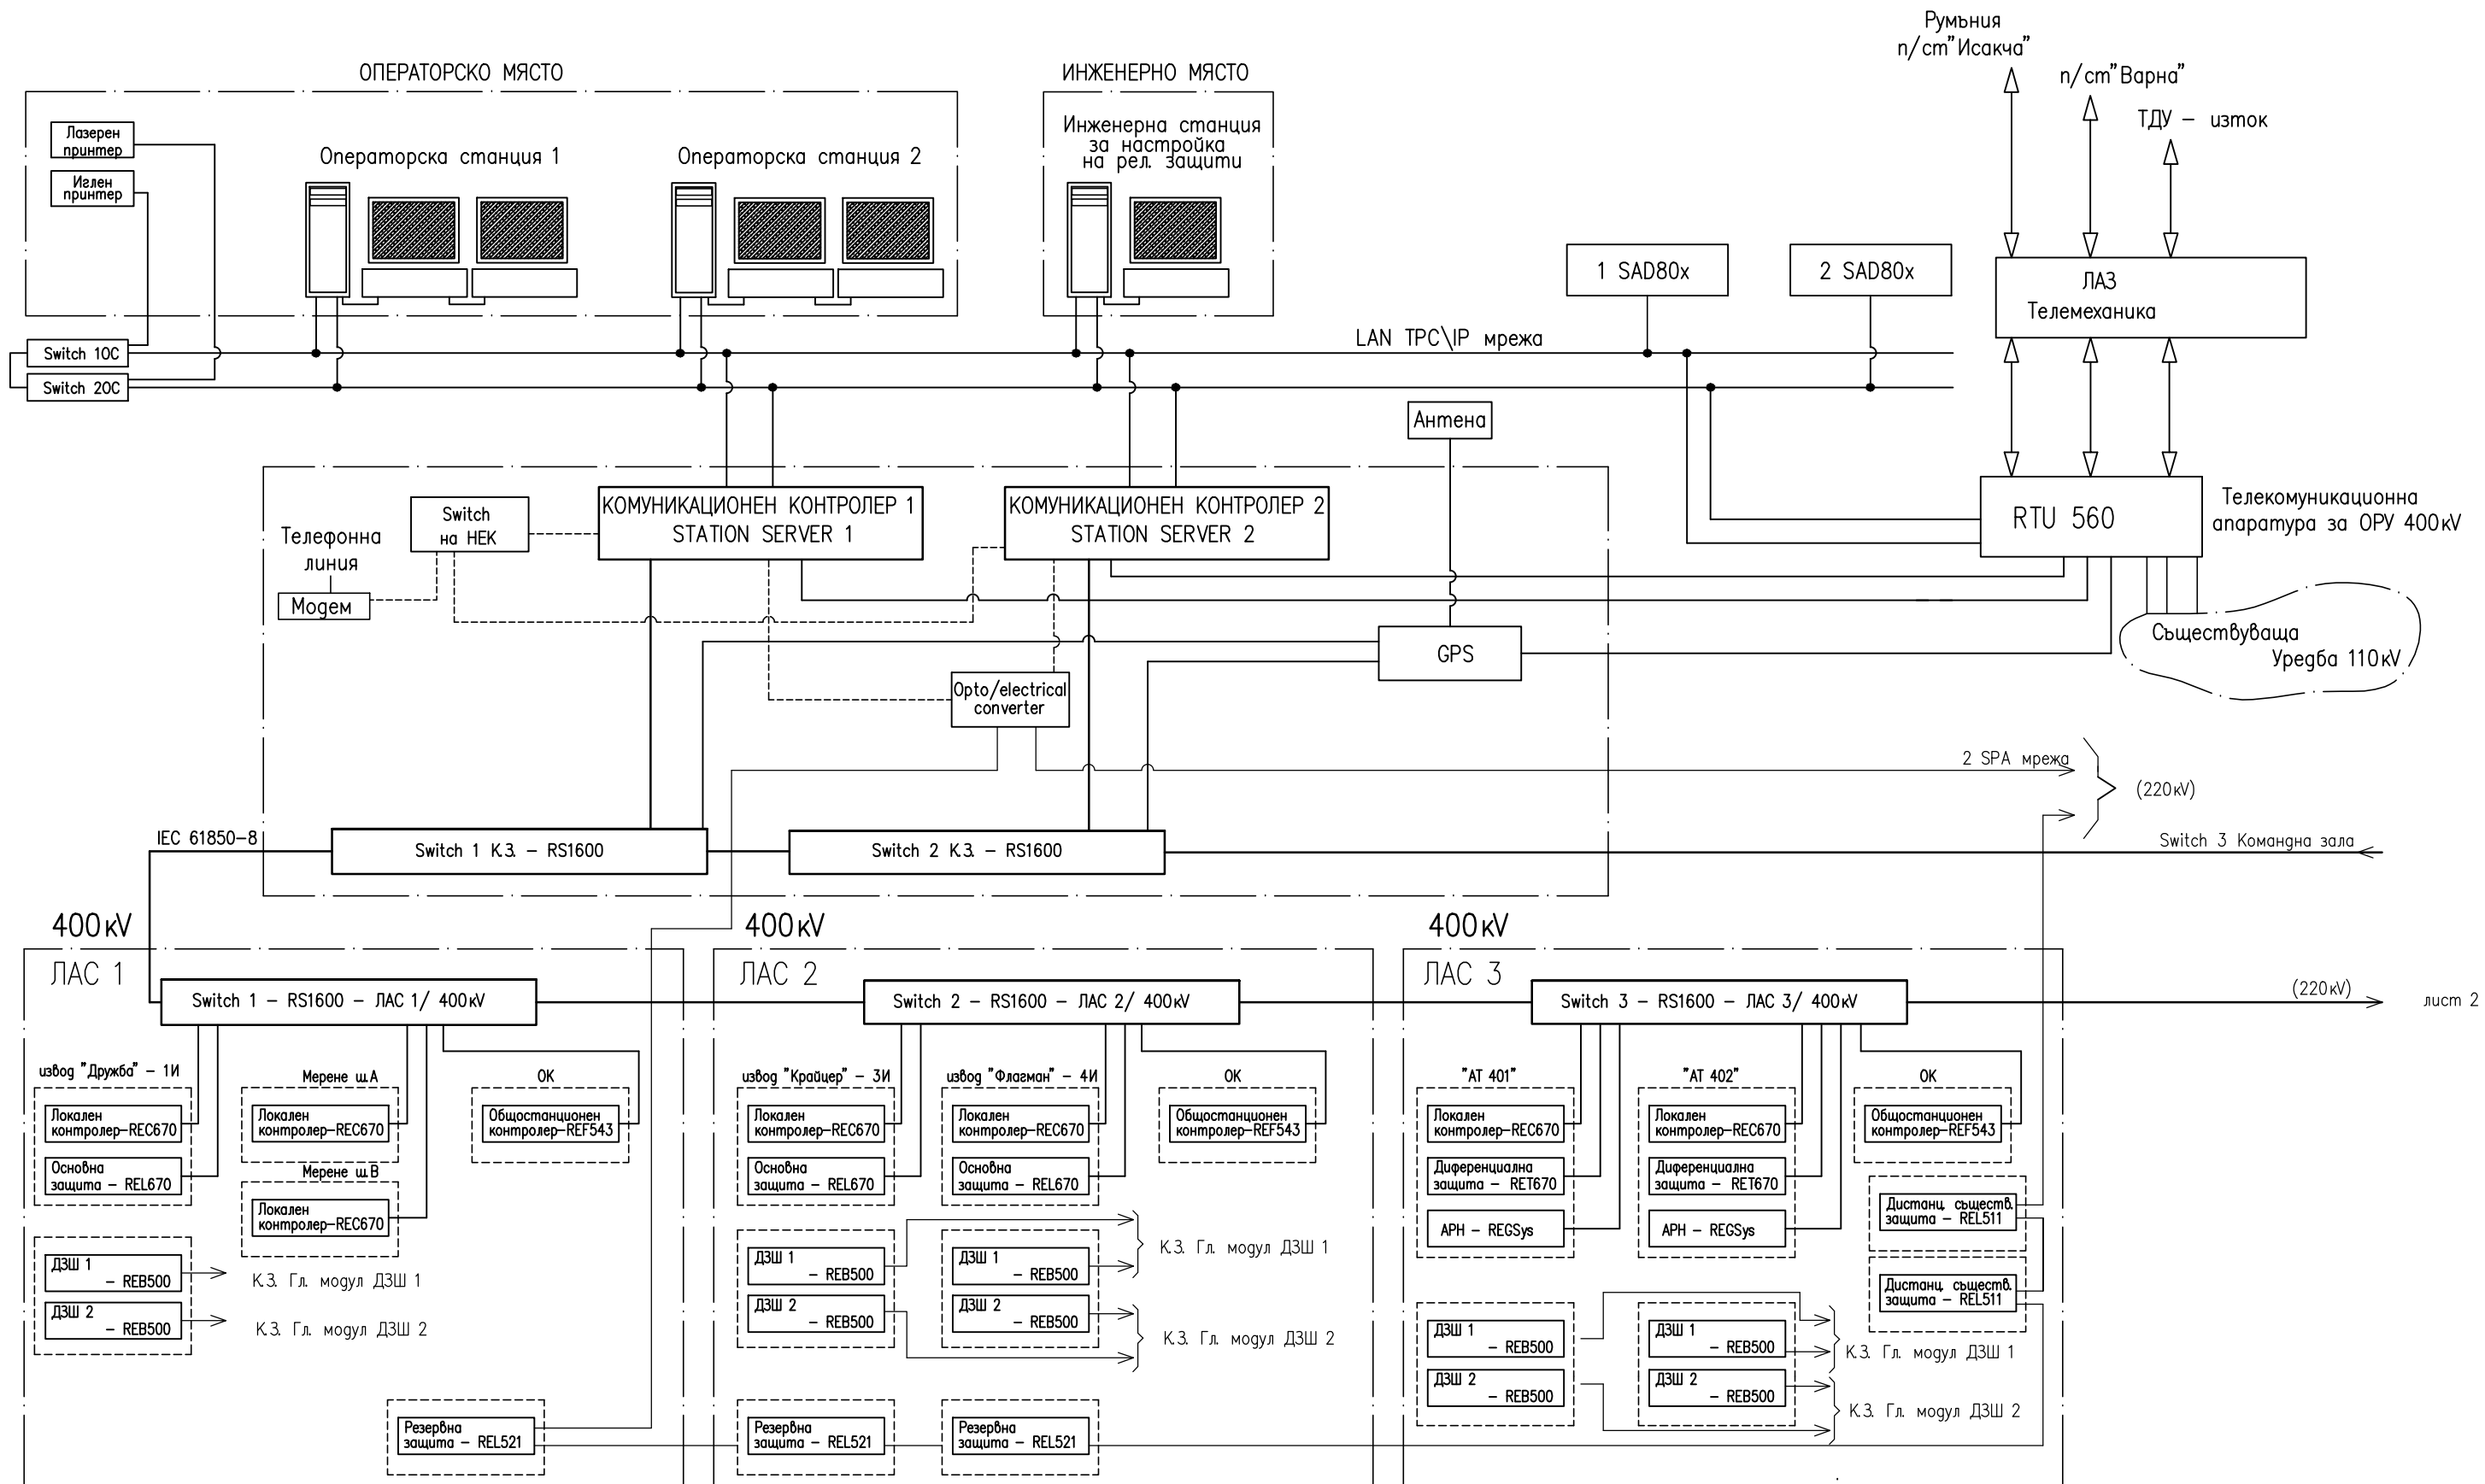 Румъния
п/ст"Исакча"
п/ст"Варна"
ТДУ – изток
ОПЕРАТОРСКО МЯСТО
ИНЖЕНЕРНО МЯСТО
Лазерен
принтер
Иглен
принтер
Операторска станция 1
Операторска станция 2
Инженерна станция
за настройка
на рел. защити
1 SAD80x
2 SAD80x
ЛАЗ
Телемеханика
LAN TPC\IP мрежа
Switch 1ОС
Switch 2ОС
Антена
Switch
на НЕК
Телефонна
линия
Модем
КОМУНИКАЦИОНЕН КОНТРОЛЕР 1
STATION SERVER 1
КОМУНИКАЦИОНЕН КОНТРОЛЕР 2
STATION SERVER 2
RTU 560
Телекомуникационна
апаратура за ОРУ 400кV
GPS
Съществуваща
Уредба 110кV
Opto/electrical
converter
2 SPA мрежа
(220кV)
IEC 61850-8
Switch 1 К.З. – RS1600
Switch 2 К.З. – RS1600
Switch 3 Командна зала
400кV
400кV
400кV
ЛАС 1
Switch 1 – RS1600 – ЛАС 1/ 400кV
извод "Дружба" – 1И
Локален
контролер-REC670
Основна
защита – REL670
Мерене ш.А
Локален
контролер-REC670
Мерене ш.В
Локален
контролер-REC670
ОК
Общостанционен
контролер-REF543
ДЗШ 1
– REB500
ДЗШ 2
– REB500
К.З. Гл. модул ДЗШ 1
К.З. Гл. модул ДЗШ 2
Резервна
защита – REL521
ЛАС 2
Switch 2 – RS1600 – ЛАС 2/ 400кV
извод "Крайцер" – 3И
Локален
контролер-REC670
Основна
защита – REL670
извод "Флагман" – 4И
Локален
контролер-REC670
Основна
защита – REL670
ОК
Общостанционен
контролер-REF543
ДЗШ 1
– REB500
ДЗШ 2
– REB500
ДЗШ 1
– REB500
ДЗШ 2
– REB500
К.З. Гл. модул ДЗШ 1
К.З. Гл. модул ДЗШ 2
Резервна
защита – REL521
Резервна
защита – REL521
ЛАС 3
Switch 3 – RS1600 – ЛАС 3/ 400кV
(220кV)
лист 2
"АТ 401"
Локален
контролер-REC670
Диференциална
защита – RET670
АРН – REGSys
"АТ 402"
Локален
контролер-REC670
Диференциална
защита – RET670
АРН – REGSys
ОК
Общостанционен
контролер-REF543
Дистанц. съществ.
защита – REL511
Дистанц. съществ.
защита – REL511
ДЗШ 1
– REB500
ДЗШ 2
– REB500
ДЗШ 1
– REB500
ДЗШ 2
– REB500
К.З. Гл. модул ДЗШ 1
К.З. Гл. модул ДЗШ 2